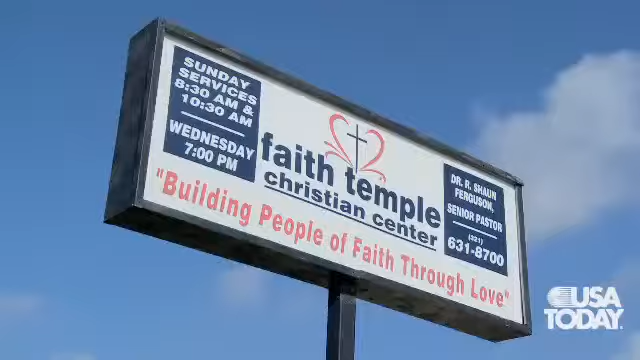 SUNDAY
SERVICES
8:30 AM &
10:30 AM
WEDNESDAY
7:00 PM
faith temple
christian center
DR. R. SHAUN
FERGUSON,
SENIOR PASTOR
(321)
631-8700
"Building People of Faith Through Love"
USA
TODAY.